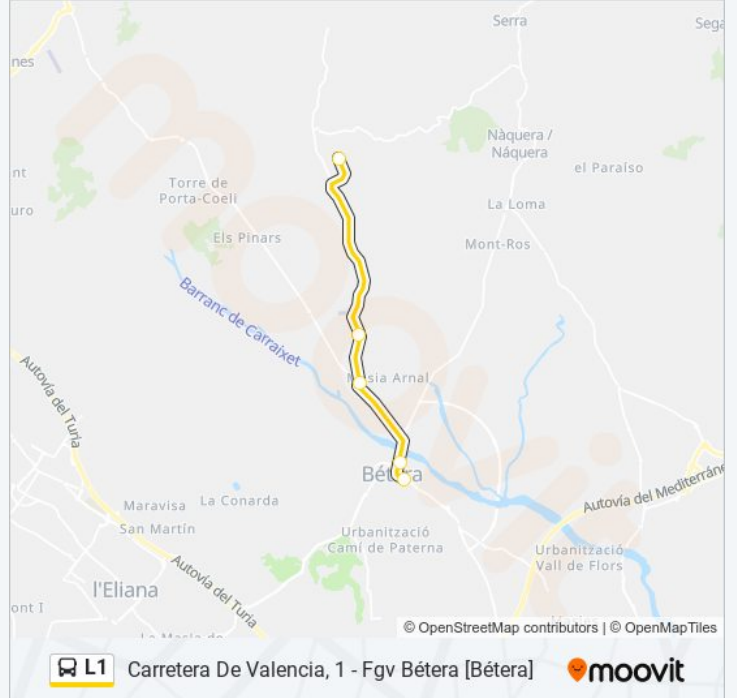 Serra
Sega
nes
Nàquera /
Náquera
el Paraíso
nt
Torre de
Porta-Coeli
uro
La Loma
Els Pinars
Mont-Ros
Barranc de Carraixet
Autovía del Turia
Masia Arnal
Bétera
Autovía del Mediterráne
Maravisa
La Conarda
San Martín
Urbanització
Camí de Paterna
Urbanització
Vall de Flors
Autovía del Turia
l'Eliana
ont I
© OpenStreetMap contributors | © OpenMapTiles
L1 Carretera De Valencia, 1 - Fgv Bétera [Bétera] moovit
moovit